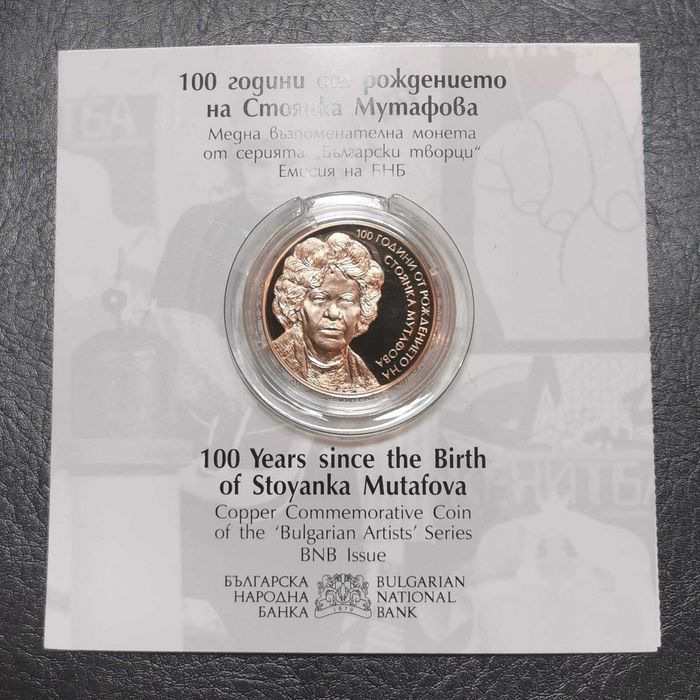 100 години от рождението
на Стоянка Мутафова
Медна възпоменателна монета
от серията „Български творци“
Емисия на БНБ
100 ГОДИНИ ОТ РОЖДЕНИЕТО НА
СТОЯНКА МУТАФОВА
100 Years since the Birth
of Stoyanka Mutafova
Copper Commemorative Coin
of the ‘Bulgarian Artists’ Series
BNB Issue
БЪЛГАРСКА
НАРОДНА
БАНКА
1879
BULGARIAN
NATIONAL
BANK